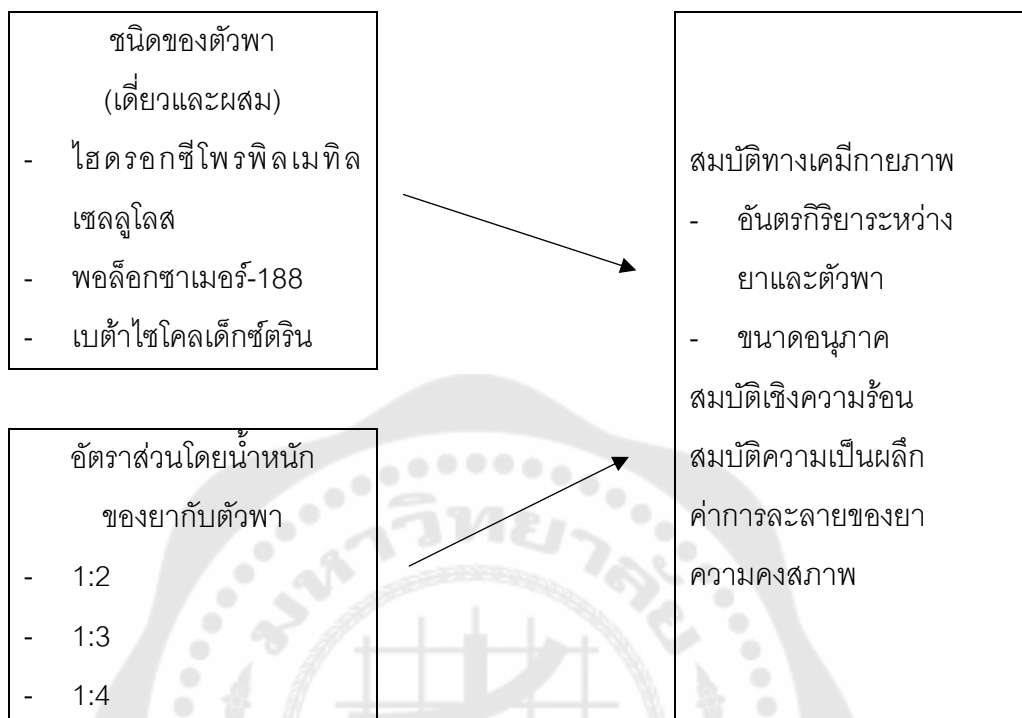 ชนิดของตัวพา
(เดี่ยวและผสม)
- ไฮดรอกซีโพรพิลเมทิล
เซลลูโลส
- พอล็อกซาเมอร์-188
- เบต้าไซโคลเด็กซ์ตริน
อัตราส่วนโดยน้ำหนัก
ของยากับตัวพา
- 1:2
- 1:3
- 1:4
สมบัติทางเคมีกายภาพ
- อันตรกิริยาระหว่าง
ยาและตัวพา
- ขนาดอนุภาค
สมบัติเชิงความร้อน
สมบัติความเป็นผลึก
ค่าการละลายของยา
ความคงสภาพ
มหาวิทยาลัย